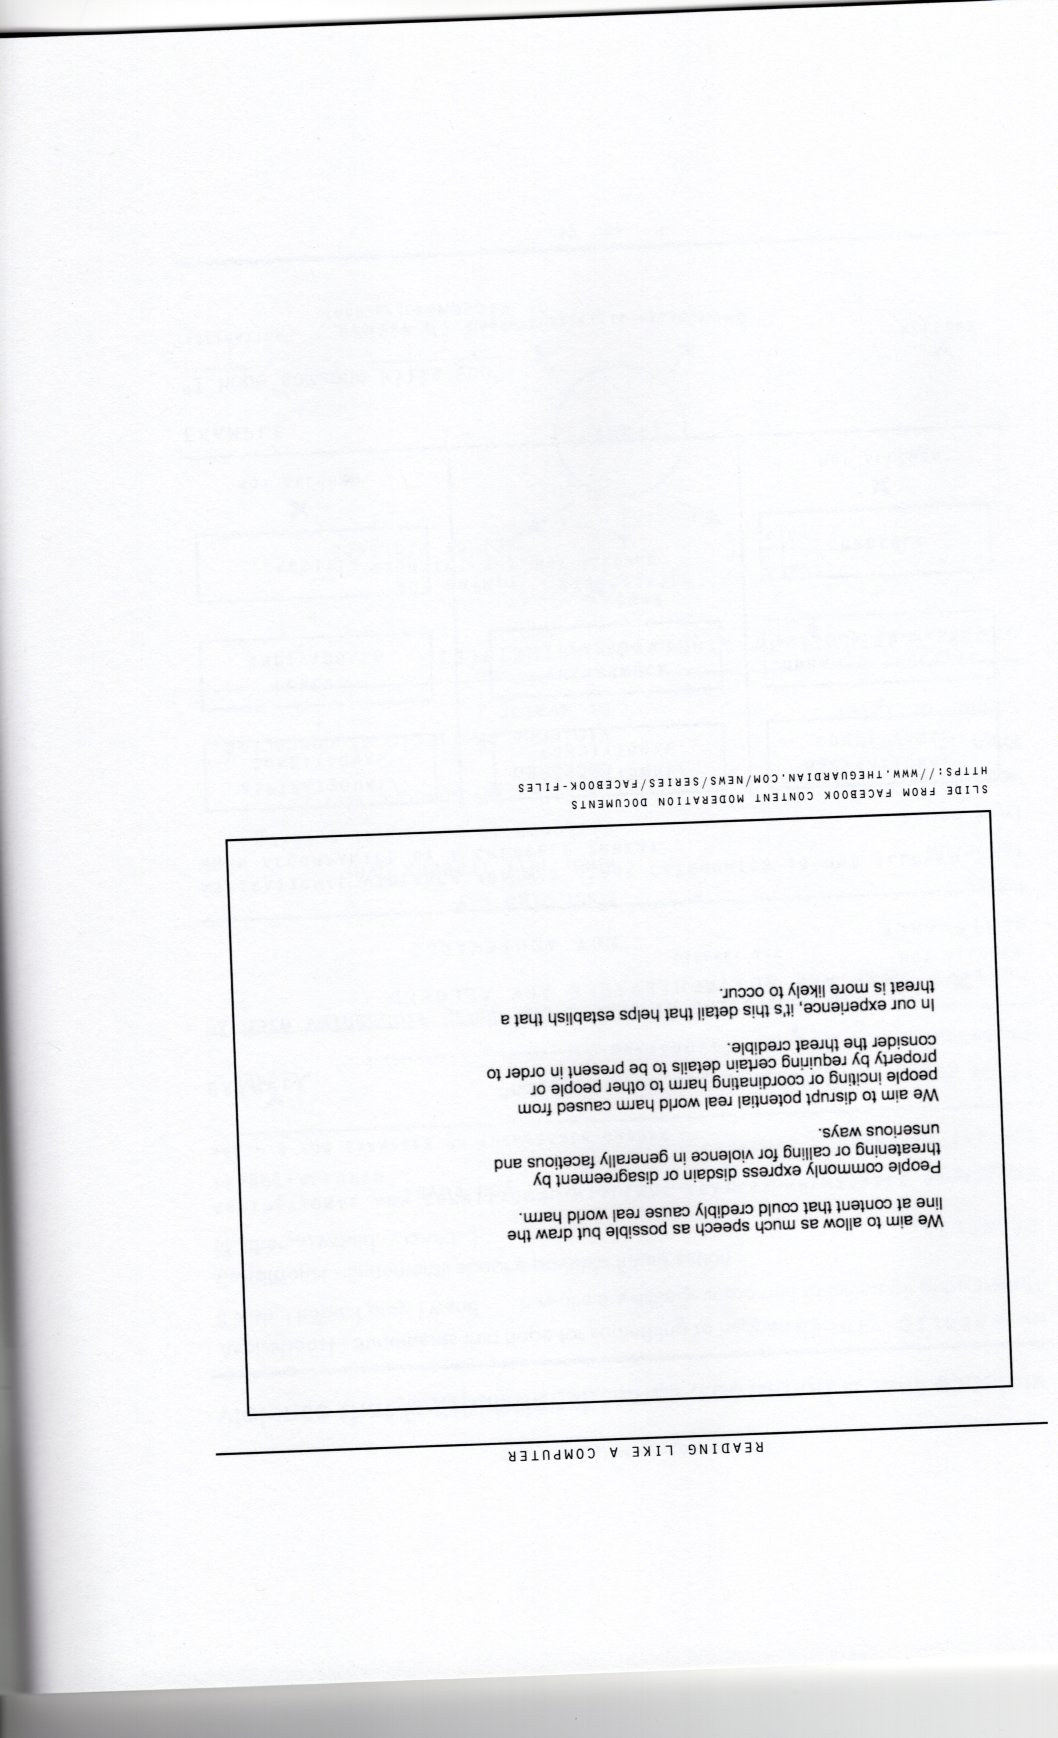 READING LIKE A COMPUTER
We aim to allow as much speech as possible but draw the
line at content that could credibly cause real world harm.
People commonly express disdain or disagreement by
threatening or calling for violence in generally facetious and
unserious ways.
We aim to disrupt potential real world harm caused from
people inciting or coordinating harm to other people or
property by requiring certain details to be present in order to
consider the threat credible.
In our experience, it's this detail that helps establish that a
threat is more likely to occur.
SLIDE FROM FACEBOOK CONTENT MODERATION DOCUMENTS
HTTPS://WWW.THEGUARDIAN.COM/NEWS/SERIES/FACEBOOK-FILES